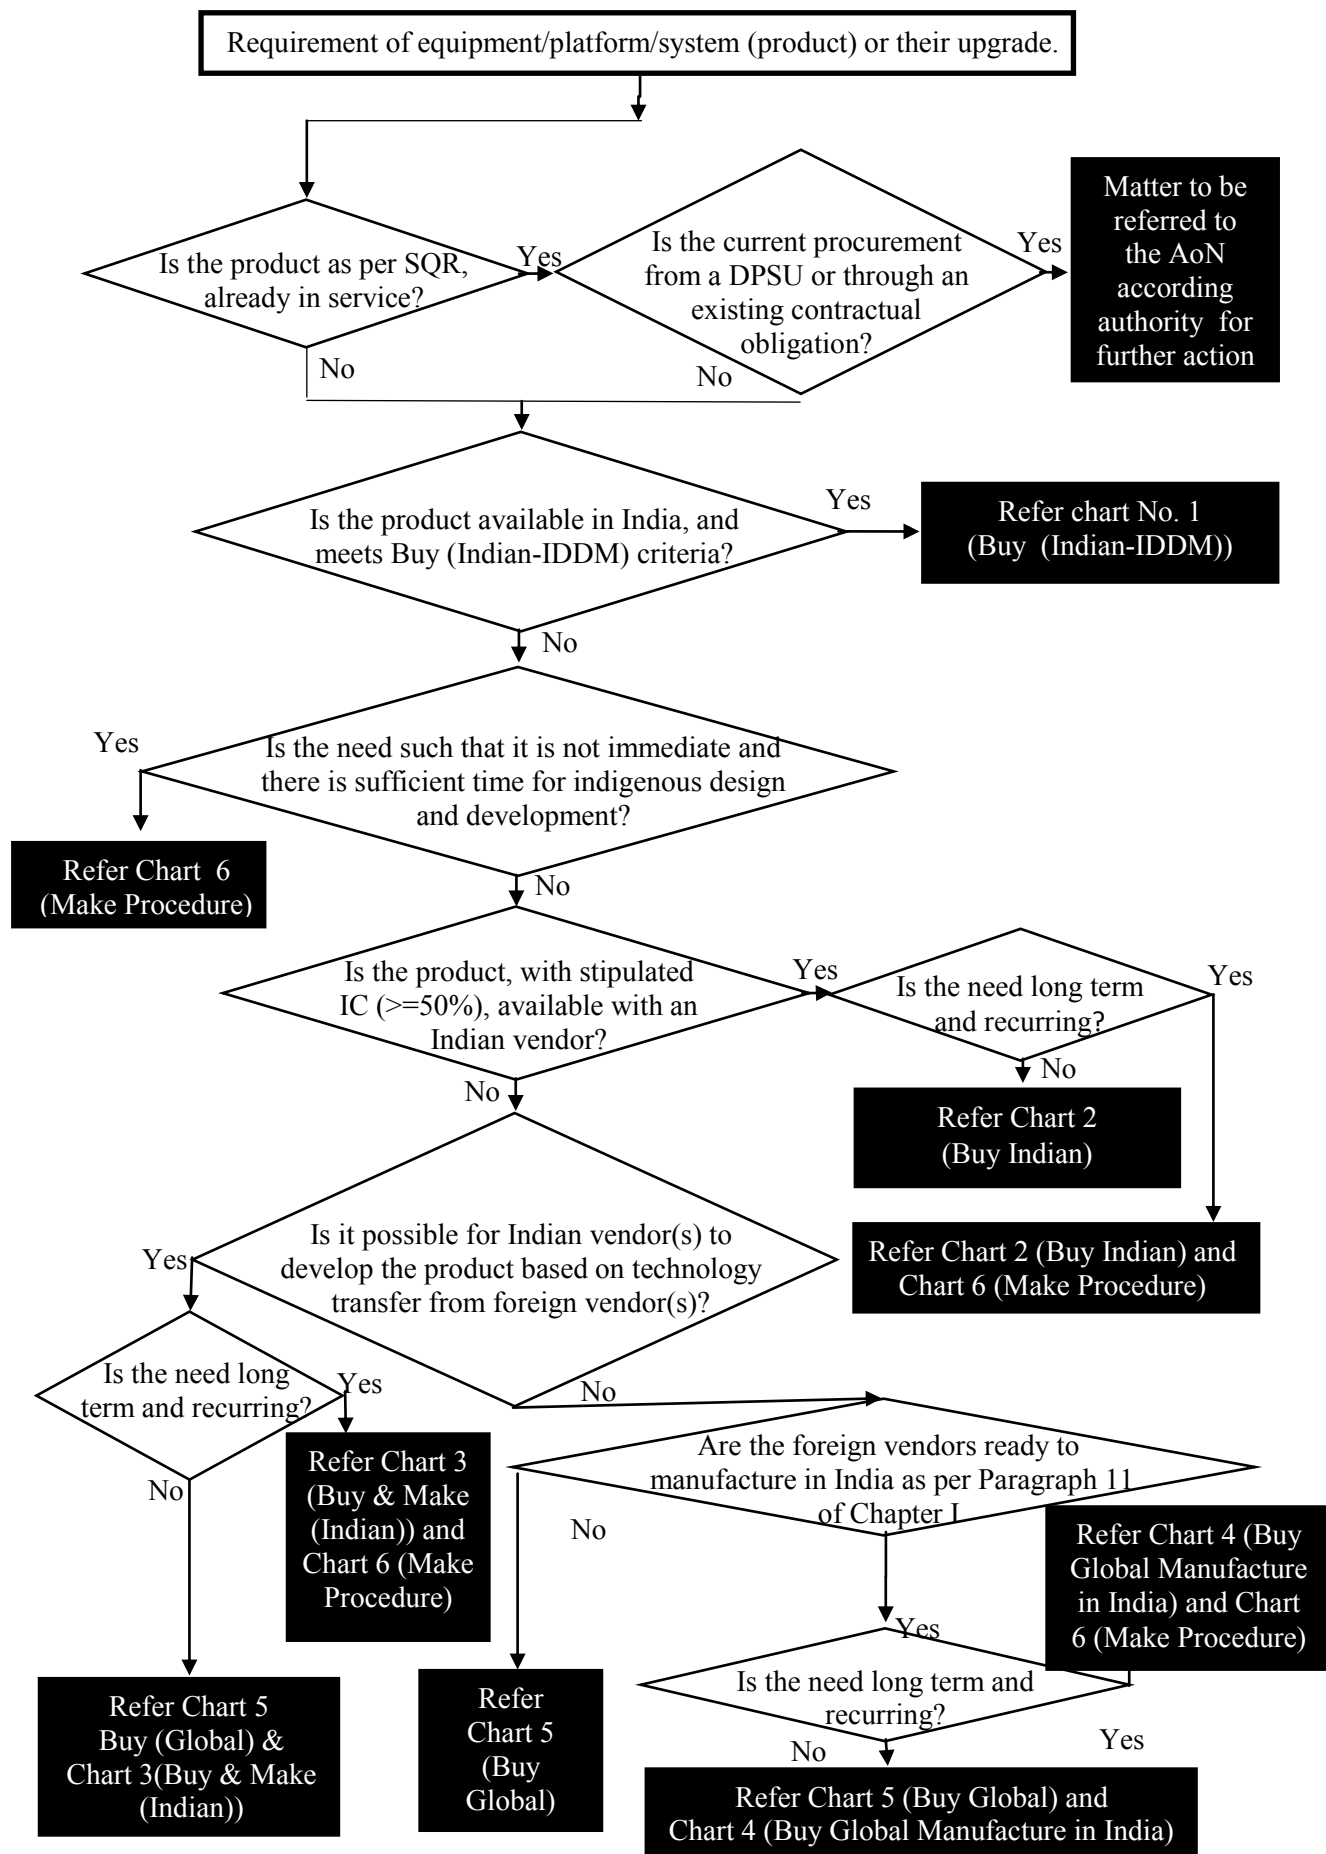 Requirement of equipment/platform/system (product) or their upgrade.
Is the product as per SQR,
already in service?
Yes
Is the current procurement
from a DPSU or through an
existing contractual
obligation?
Yes
Matter to be
referred to
the AoN
according
authority for
further action
No
No
Is the product available in India, and
meets Buy (Indian-IDDM) criteria?
Yes
Refer chart No. 1
(Buy (Indian-IDDM))
No
Yes
Is the need such that it is not immediate and
there is sufficient time for indigenous design
and development?
Refer Chart 6
(Make Procedure)
No
Is the product, with stipulated
IC (>=50%), available with an
Indian vendor?
Yes
Is the need long term
and recurring?
Yes
No
No
Refer Chart 2
(Buy Indian)
Refer Chart 2 (Buy Indian) and
Chart 6 (Make Procedure)
Is it possible for Indian vendor(s) to
develop the product based on technology
transfer from foreign vendor(s)?
Yes
Is the need long
term and recurring?
Yes
No
No
Refer Chart 3
(Buy & Make
(Indian)) and
Chart 6 (Make
Procedure)
Are the foreign vendors ready to
manufacture in India as per Paragraph 11
of Chapter I
No
Yes
Refer Chart 4 (Buy
Global Manufacture
in India) and Chart
6 (Make Procedure)
Is the need long term and
recurring?
No
Yes
Refer Chart 5
Buy (Global) &
Chart 3(Buy & Make
(Indian))
Refer
Chart 5
(Buy
Global)
Refer Chart 5 (Buy Global) and
Chart 4 (Buy Global Manufacture in India)